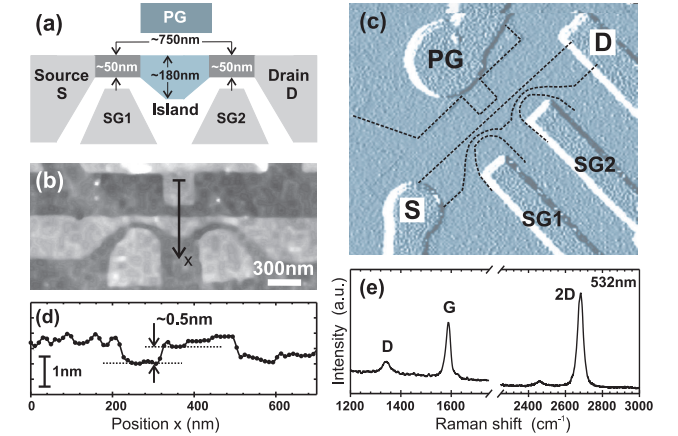 (a)
PG
~750nm
~50nm
~180nm
~50nm
Source
S
Island
Drain
D
SG1
SG2
(b)
x
300nm
(c)
PG
D
S
SG2
SG1
(d)
~0.5nm
1nm
0 200 400 600
Position x (nm)
(e)
532nm
D
G
2D
Intensity (a.u.)
1200 1400 1600 2600 2800 3000
Raman shift (cm⁻¹)